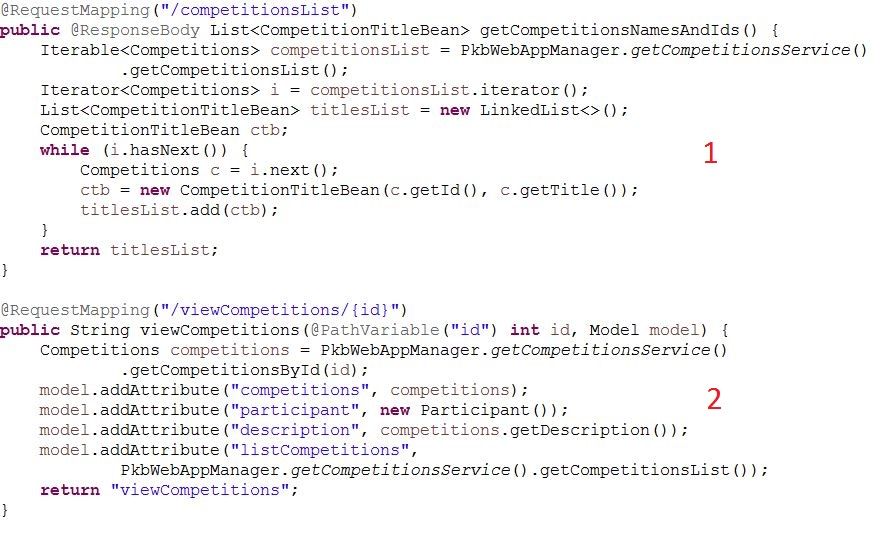 @RequestMapping("/competitionsList")
public @ResponseBody List<CompetitionTitleBean> getCompetitionsNamesAndIds() {
    Iterable<Competitions> competitionsList = PkbWebAppManager.getCompetitionsService()
            .getCompetitionsList();
    Iterator<Competitions> i = competitionsList.iterator();
    List<CompetitionTitleBean> titlesList = new LinkedList<>();
    CompetitionTitleBean ctb;
    while (i.hasNext()) {
1
        Competitions c = i.next();
        ctb = new CompetitionTitleBean(c.getId(), c.getTitle());
        titlesList.add(ctb);
    }
    return titlesList;
}
@RequestMapping("/viewCompetitions/{id}")
public String viewCompetitions(@PathVariable("id") int id, Model model) {
    Competitions competitions = PkbWebAppManager.getCompetitionsService()
            .getCompetitionsById(id);
    model.addAttribute("competitions", competitions);
2
    model.addAttribute("participant", new Participant());
    model.addAttribute("description", competitions.getDescription());
    model.addAttribute("listCompetitions",
            PkbWebAppManager.getCompetitionsService().getCompetitionsList());
    return "viewCompetitions";
}